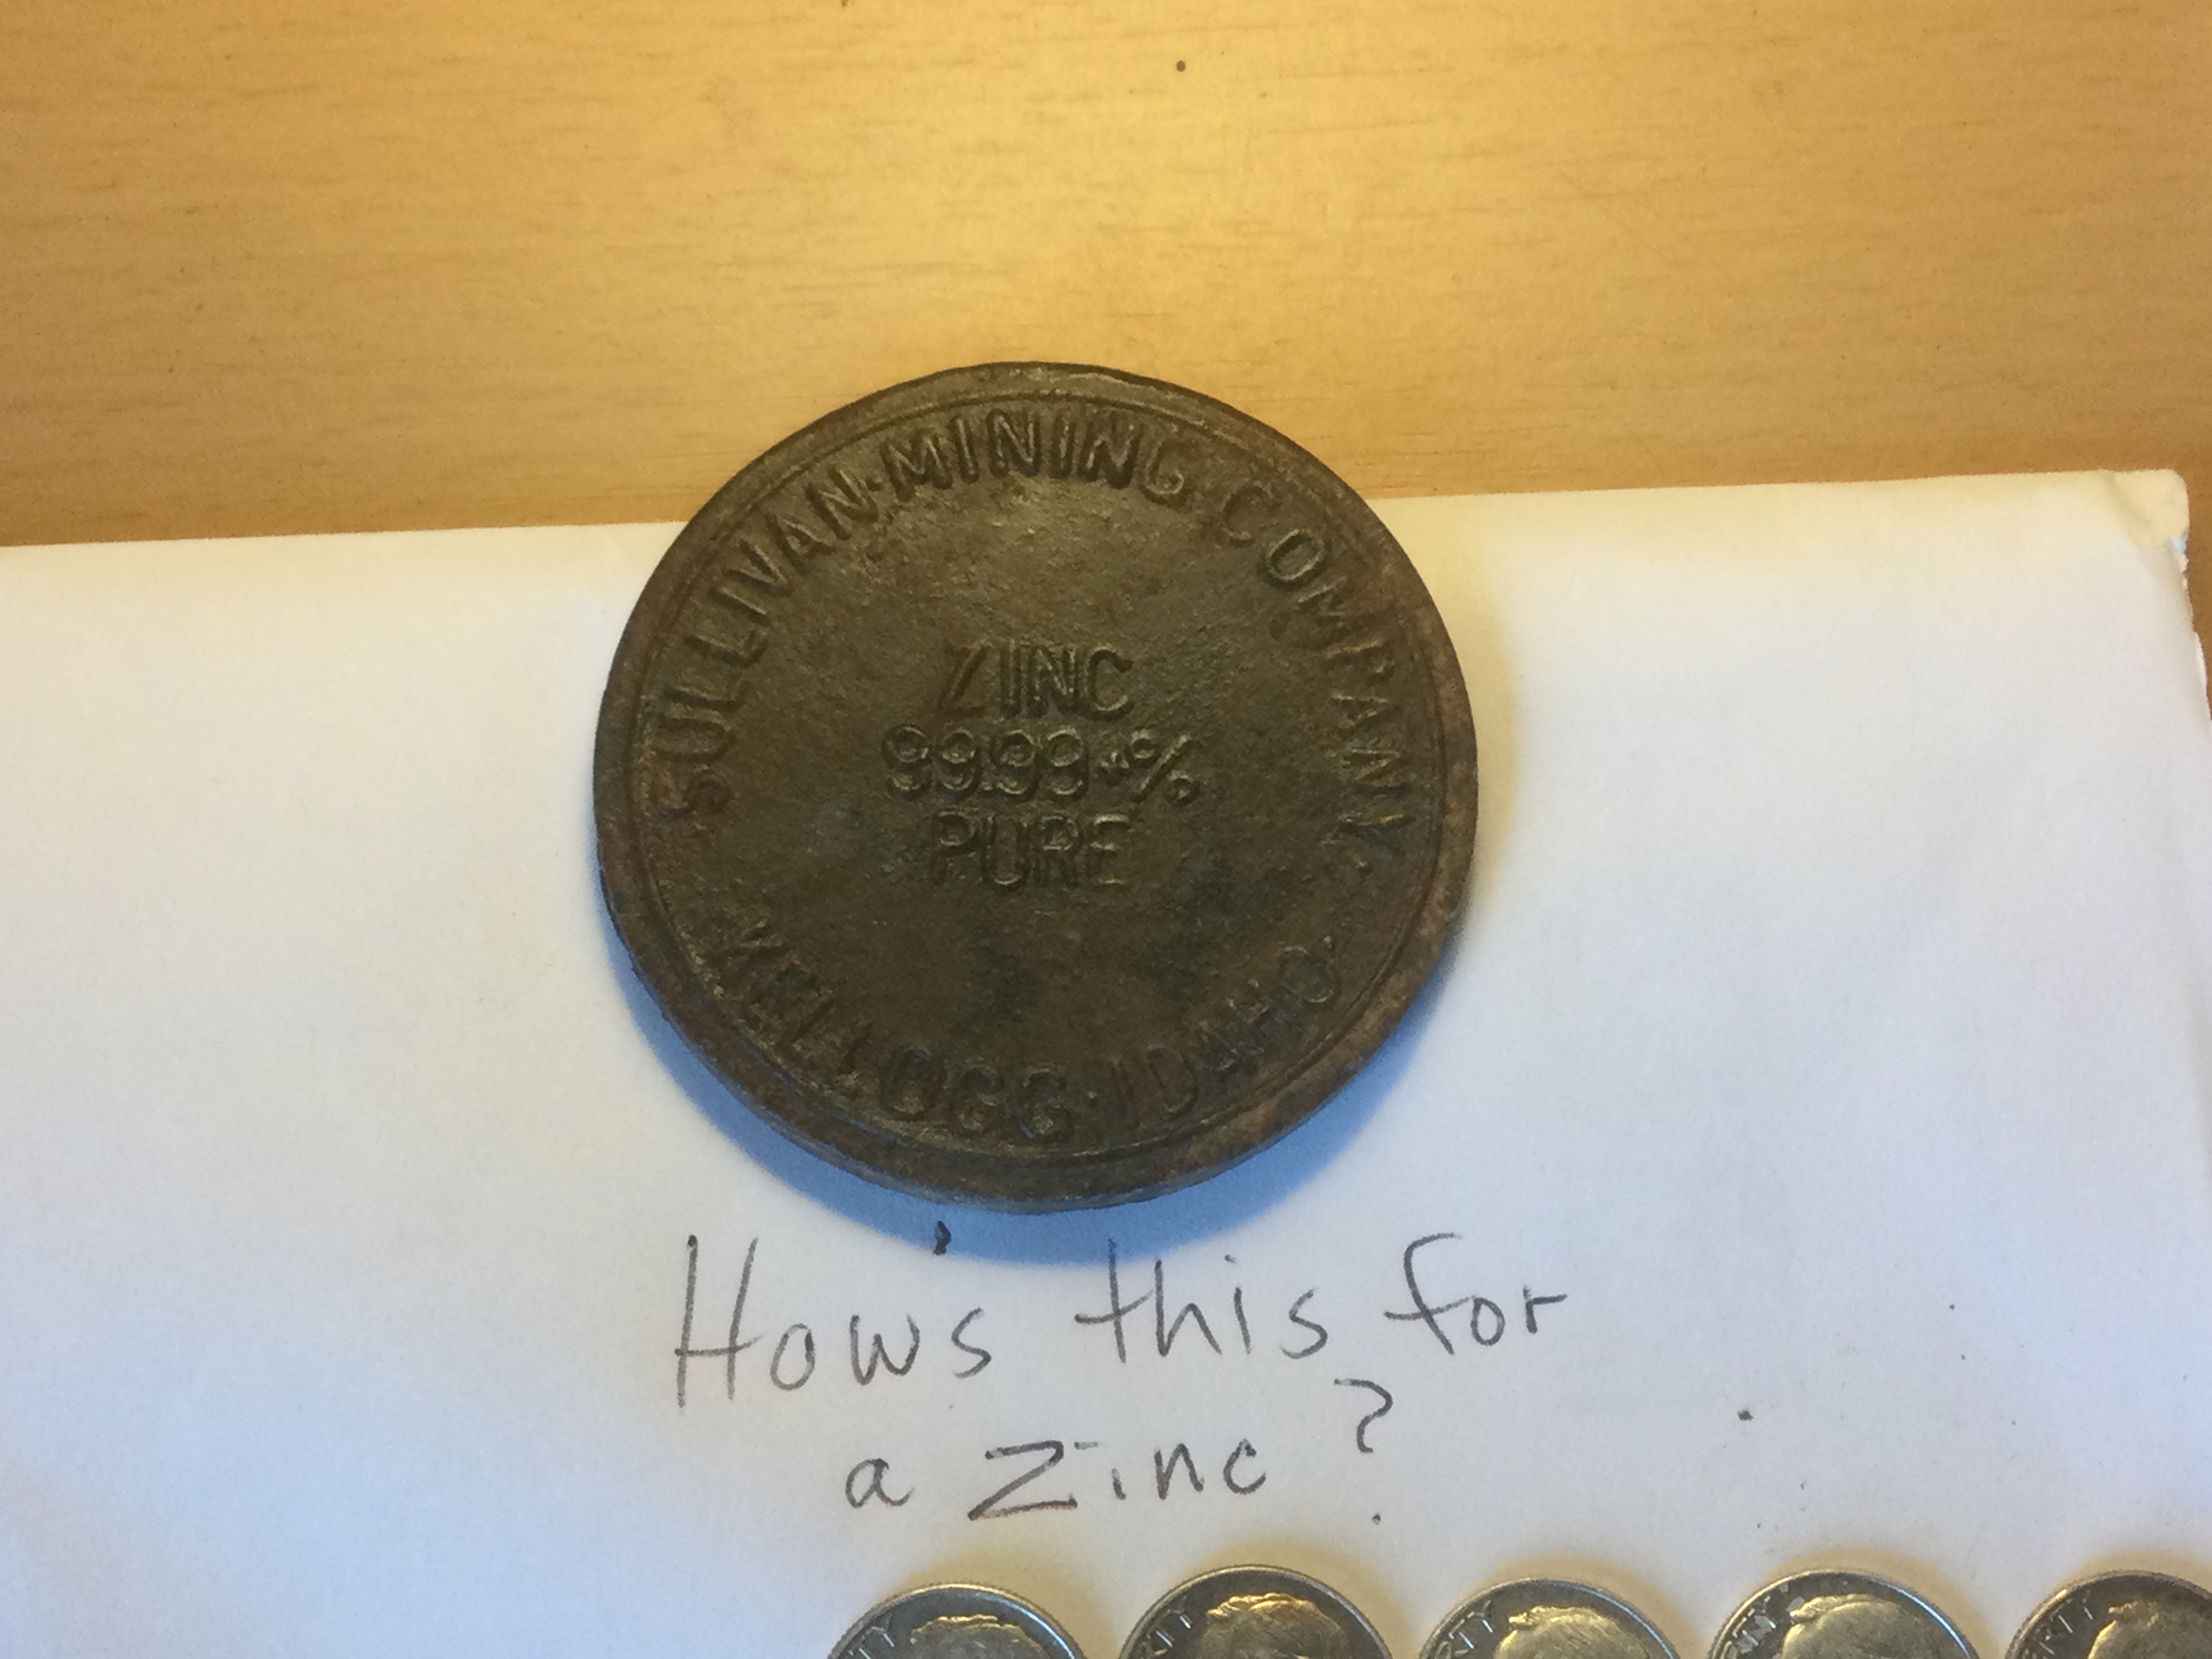 SULLIVAN·MINING·COMPANY·
ZINC
99.99+%
PURE
KELLOGG·IDAHO·
How's this for
a zinc?